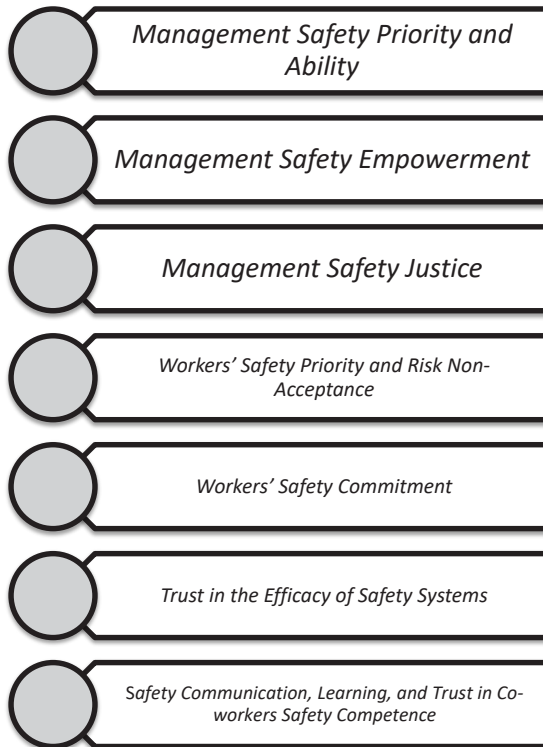 Management Safety Priority and
Ability
Management Safety Empowerment
Management Safety Justice
Workers’ Safety Priority and Risk Non-
Acceptance
Workers’ Safety Commitment
Trust in the Efficacy of Safety Systems
Safety Communication, Learning, and Trust in Co-
workers Safety Competence